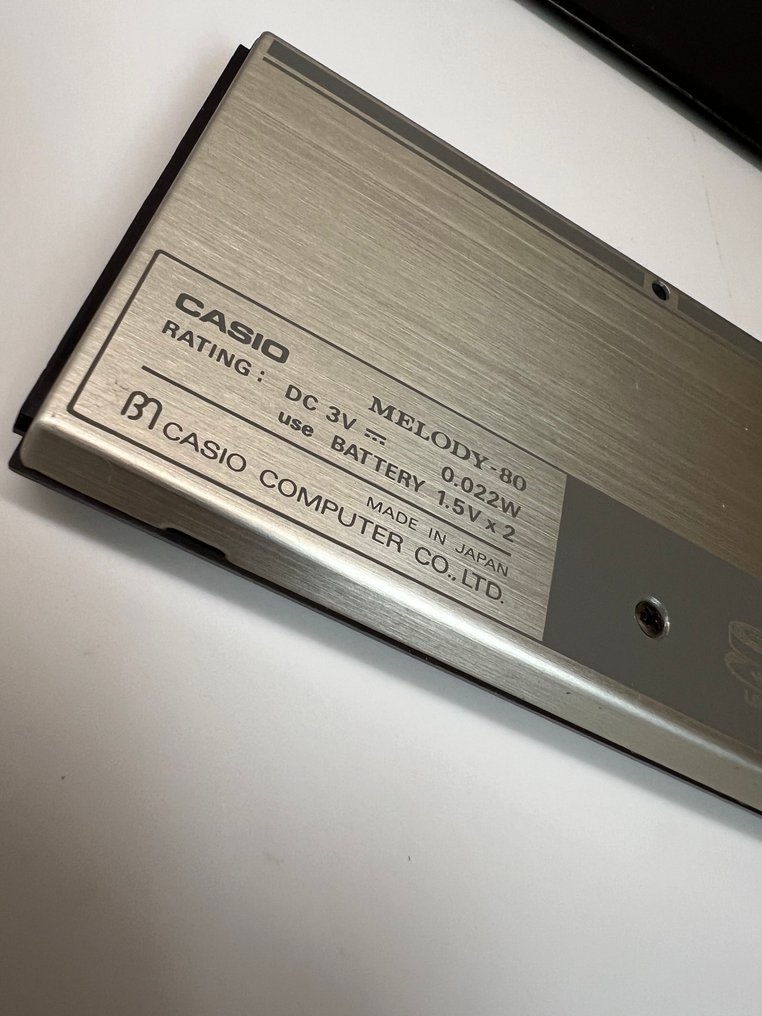 CASIO MELODY-80
RATING: DC 3V ⎓ 0.022W
use BATTERY 1.5V x 2
MADE IN JAPAN
CASIO COMPUTER CO., LTD.